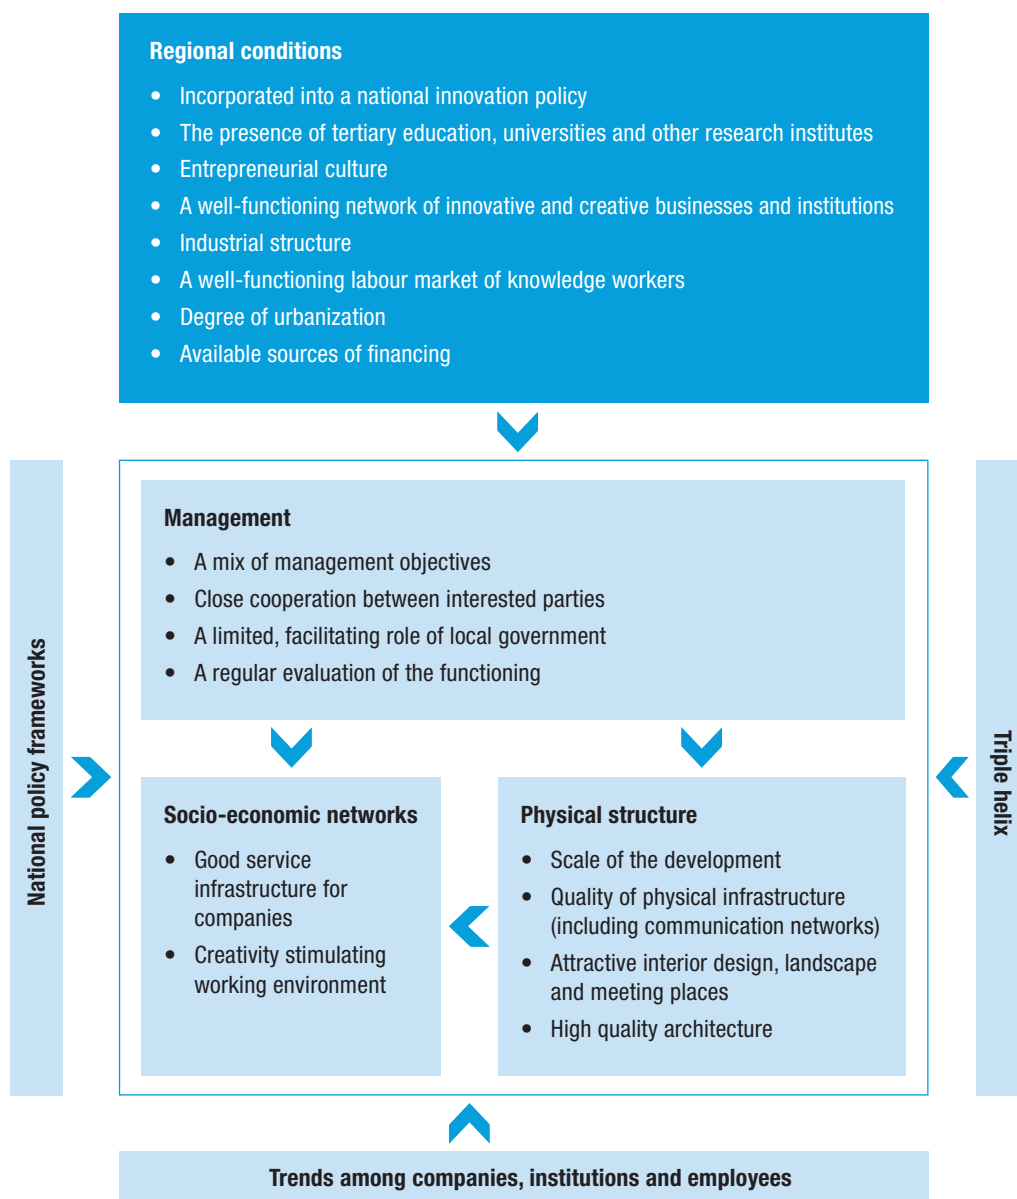 Regional conditions
• Incorporated into a national innovation policy
• The presence of tertiary education, universities and other research institutes
• Entrepreneurial culture
• A well-functioning network of innovative and creative businesses and institutions
• Industrial structure
• A well-functioning labour market of knowledge workers
• Degree of urbanization
• Available sources of financing
National policy frameworks
Management
• A mix of management objectives
• Close cooperation between interested parties
• A limited, facilitating role of local government
• A regular evaluation of the functioning
Socio-economic networks
• Good service
infrastructure for
companies
• Creativity stimulating
working environment
Physical structure
• Scale of the development
• Quality of physical infrastructure
(including communication networks)
• Attractive interior design, landscape
and meeting places
• High quality architecture
Triple helix
Trends among companies, institutions and employees